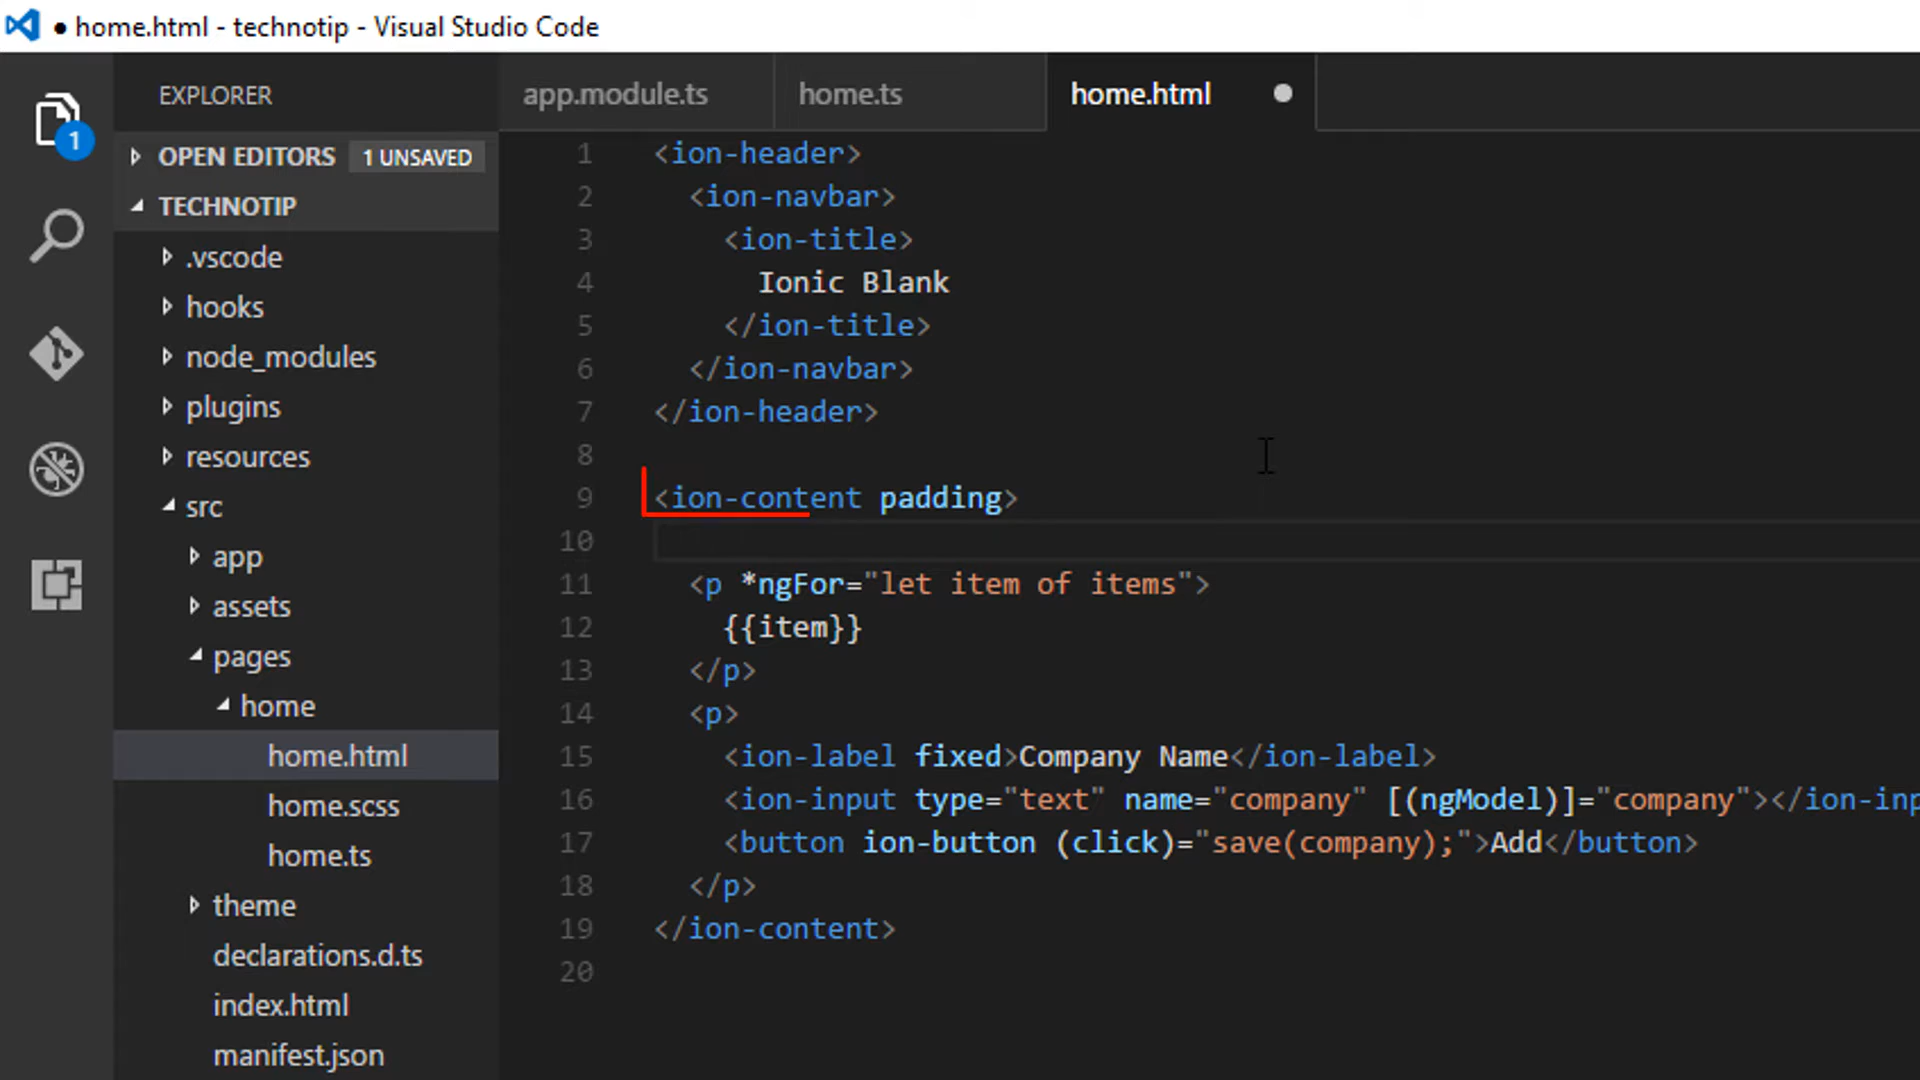 ● home.html - technotip - Visual Studio Code
EXPLORER
OPEN EDITORS 1 UNSAVED
TECHNOTIP
.vscode
hooks
node_modules
plugins
resources
src
app
assets
pages
home
home.html
home.scss
home.ts
theme
declarations.d.ts
index.html
manifest.json
1
app.module.ts home.ts home.html ●
1 <ion-header>
2   <ion-navbar>
3     <ion-title>
4       Ionic Blank
5     </ion-title>
6   </ion-navbar>
7 </ion-header>
8
9 <ion-content padding>
10
11   <p *ngFor="let item of items">
12     {{item}}
13   </p>
14   <p>
15     <ion-label fixed>Company Name</ion-label>
16     <ion-input type="text" name="company" [(ngModel)]="company"></ion-inp
17     <button ion-button (click)="save(company);">Add</button>
18   </p>
19 </ion-content>
20